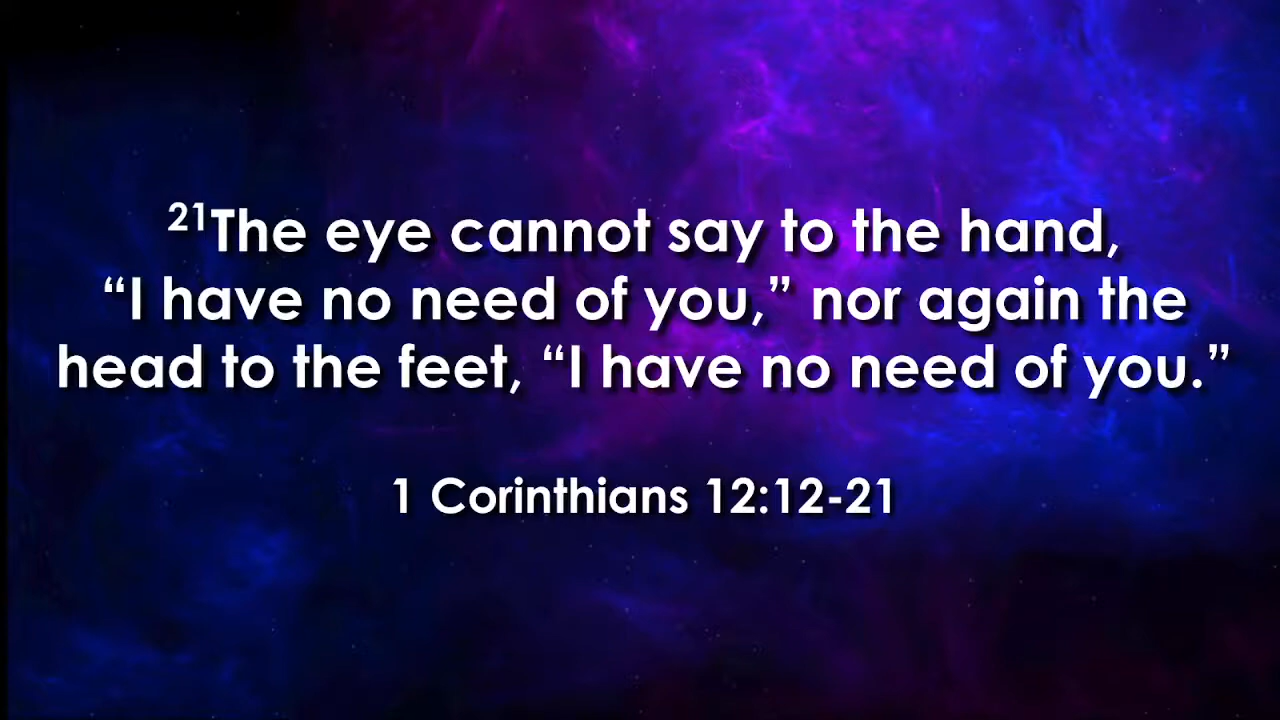 ²¹The eye cannot say to the hand,
“I have no need of you,” nor again the
head to the feet, “I have no need of you.”
1 Corinthians 12:12-21